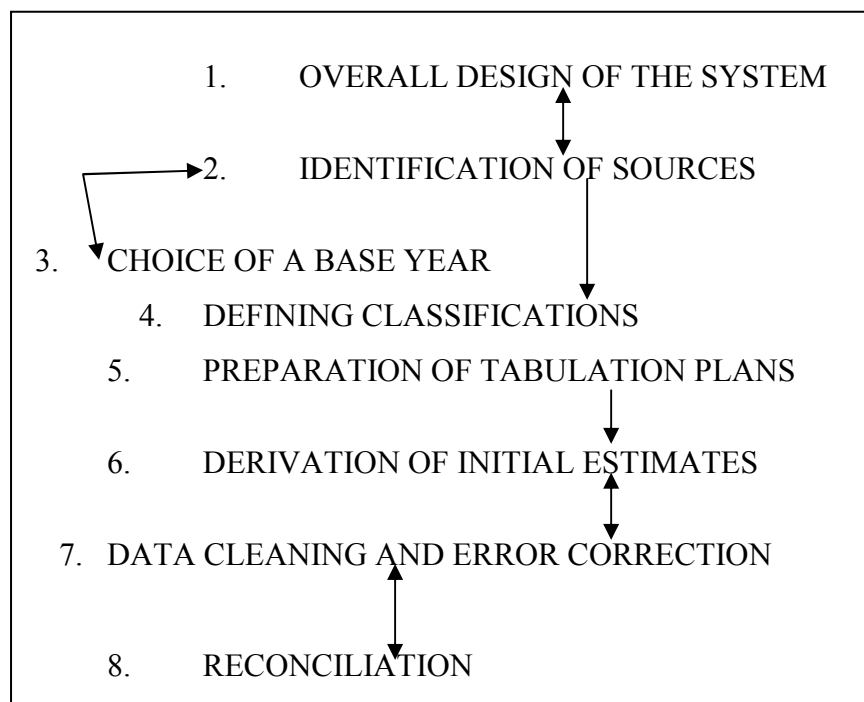 1. OVERALL DESIGN OF THE SYSTEM
2. IDENTIFICATION OF SOURCES
3. CHOICE OF A BASE YEAR
4. DEFINING CLASSIFICATIONS
5. PREPARATION OF TABULATION PLANS
6. DERIVATION OF INITIAL ESTIMATES
7. DATA CLEANING AND ERROR CORRECTION
8. RECONCILIATION